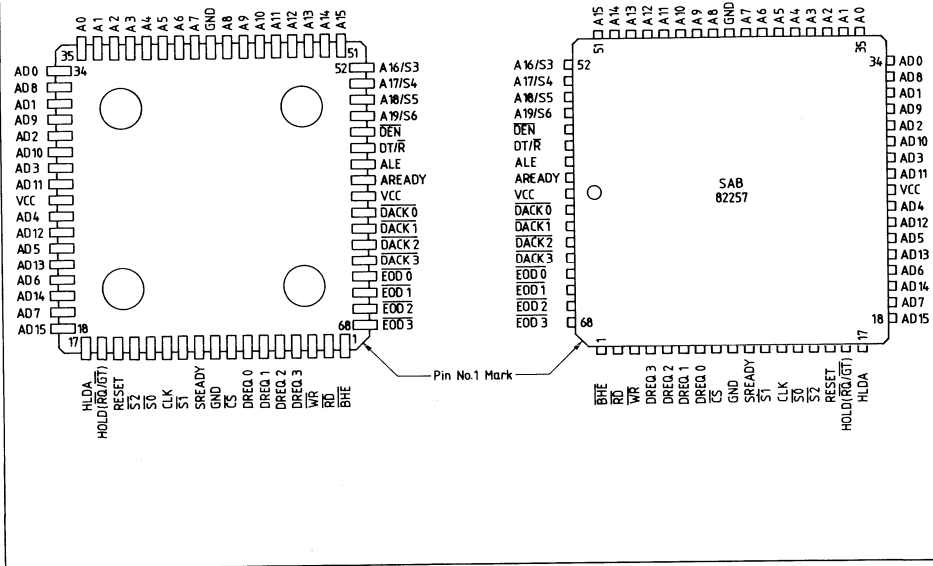 A0
A1
A2
A3
A4
A5
A6
A7
GND
A8
A9
A10
A11
A12
A13
A14
A15
35
51
34
52
AD0
AD8
AD1
AD9
AD2
AD10
AD3
AD11
VCC
AD4
AD12
AD5
AD13
AD6
AD14
AD7
AD15
A16/S3
A17/S4
A18/S5
A19/S6
DEN
DT/R
ALE
AREADY
VCC
DACK0
DACK1
DACK2
DACK3
EOD0
EOD1
EOD2
EOD3
18
17
68
1
HLDA
HOLD(RQ/GT)
RESET
S2
S0
CLK
S1
SREADY
GND
CS
DREQ0
DREQ1
DREQ2
DREQ3
WR
RD
BHE
Pin No.1 Mark
A15
A14
A13
A12
A11
A10
A9
A8
GND
A7
A6
A5
A4
A3
A2
A1
A0
51
35
52
34
A16/S3
A17/S4
A18/S5
A19/S6
DEN
DT/R
ALE
AREADY
VCC
DACK0
DACK1
DACK2
DACK3
EOD0
EOD1
EOD2
EOD3
SAB
82257
AD0
AD8
AD1
AD9
AD2
AD10
AD3
AD11
VCC
AD4
AD12
AD5
AD13
AD6
AD14
AD7
AD15
68
18
1
17
BHE
RD
WR
DREQ3
DREQ2
DREQ1
DREQ0
CS
GND
SREADY
S1
CLK
S0
S2
RESET
HOLD(RQ/GT)
HLDA